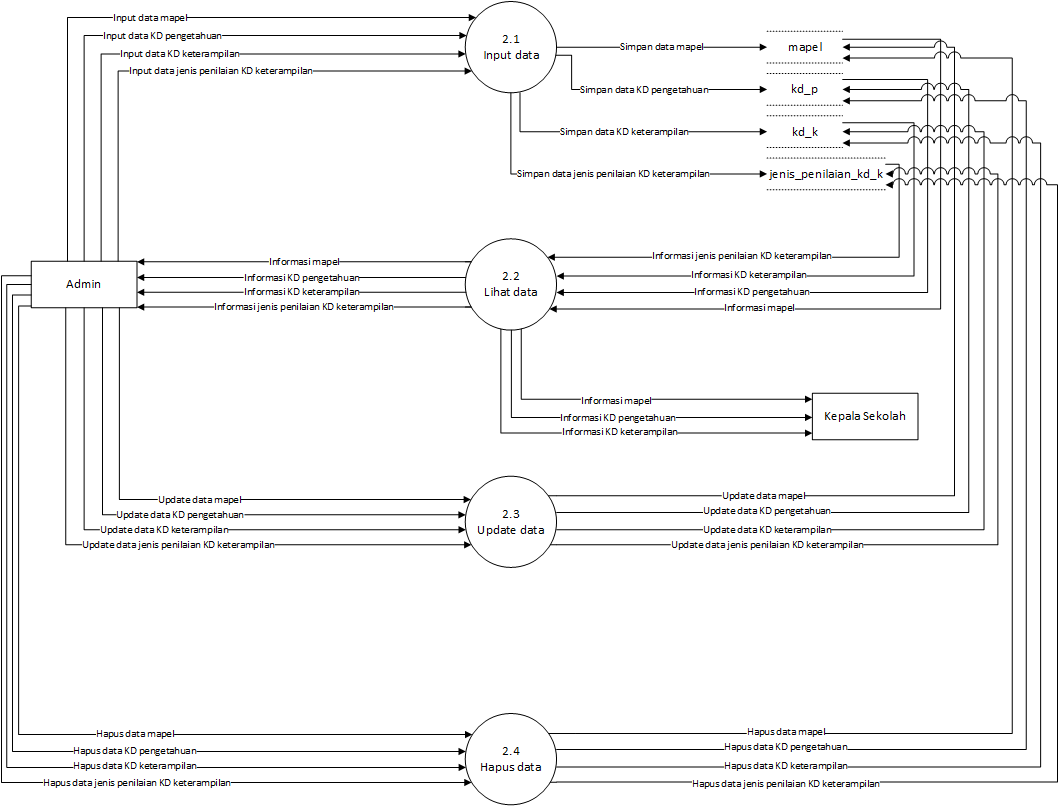 Input data mapel
Input data KD pengetahuan
Input data KD keterampilan
Input data jenis penilaian KD keterampilan
2.1
Input data
Simpan data mapel
Simpan data KD pengetahuan
Simpan data KD keterampilan
Simpan data jenis penilaian KD keterampilan
mapel
kd_p
kd_k
jenis_penilaian_kd_k
Admin
Informasi mapel
Informasi KD pengetahuan
Informasi KD keterampilan
Informasi jenis penilaian KD keterampilan
2.2
Lihat data
Informasi jenis penilaian KD keterampilan
Informasi KD keterampilan
Informasi KD pengetahuan
Informasi mapel
Informasi mapel
Informasi KD pengetahuan
Informasi KD keterampilan
Kepala Sekolah
Update data mapel
Update data KD pengetahuan
Update data KD keterampilan
Update data jenis penilaian KD keterampilan
2.3
Update data
Update data mapel
Update data KD pengetahuan
Update data KD keterampilan
Update data jenis penilaian KD keterampilan
Hapus data mapel
Hapus data KD pengetahuan
Hapus data KD keterampilan
Hapus data jenis penilaian KD keterampilan
2.4
Hapus data
Hapus data mapel
Hapus data KD pengetahuan
Hapus data KD keterampilan
Hapus data jenis penilaian KD keterampilan